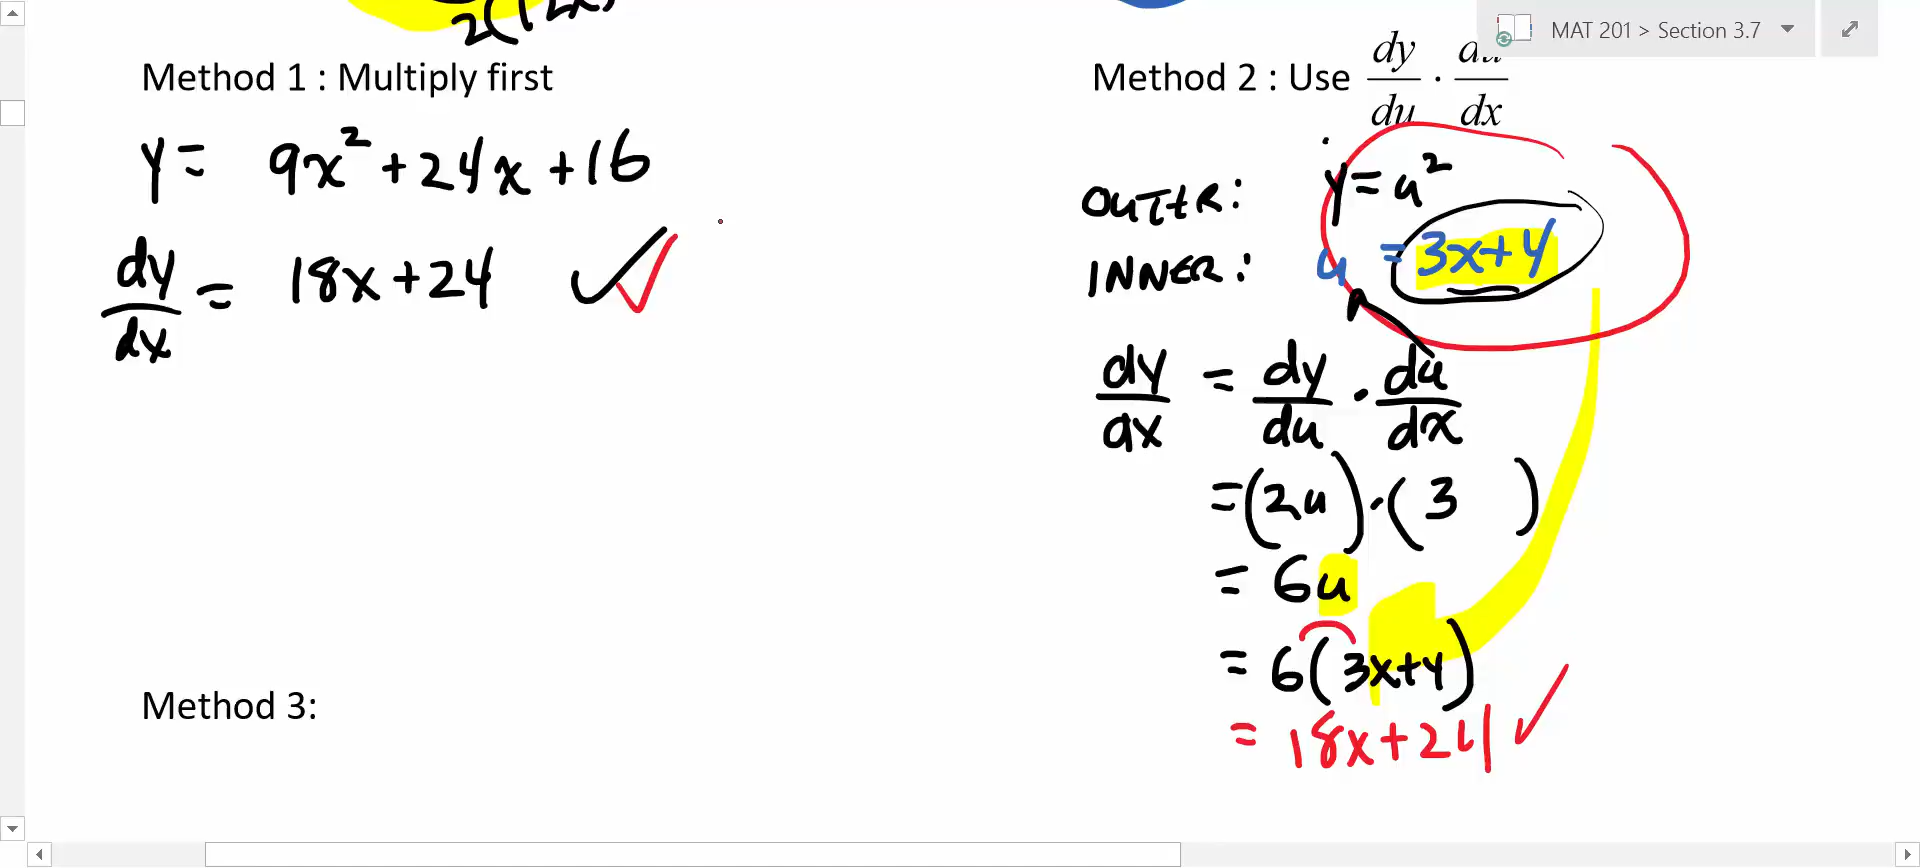 MAT 201 > Section 3.7
Method 1 : Multiply first
y = 9x² + 24x + 16
dy/dx = 18x + 24 ✓✓
Method 3:
Method 2 : Use dy/du · du/dx
OUTER: y = u²
INNER: u = 3x + 4
dy/dx = dy/du · du/dx
= (2u) · (3 )
= 6u
= 6(3x+4)
= 18x + 24 ✓